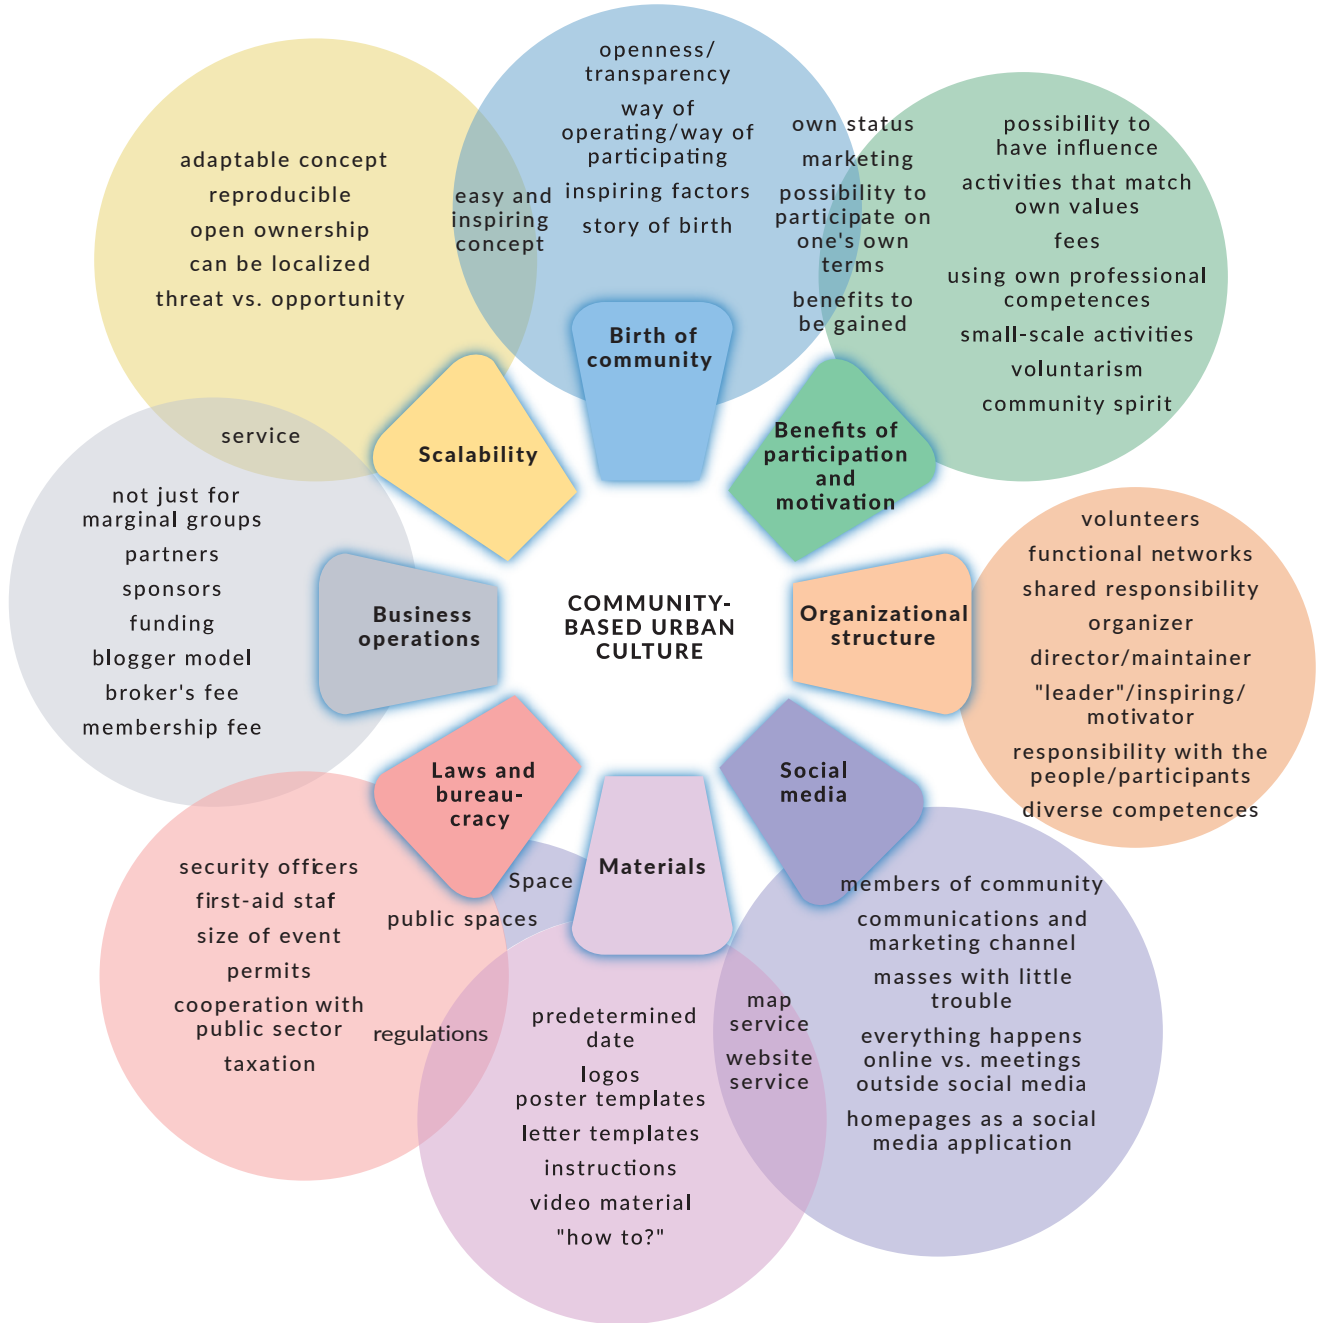 openness/
transparency
way of
operating/way of
participating
inspiring factors
story of birth
own status
marketing
possibility to
participate on
one's own
terms
benefits to
be gained
possibility to
have influence
activities that match
own values
fees
using own professional
competences
small-scale activities
voluntarism
community spirit
adaptable concept
reproducible
open ownership
can be localized
threat vs. opportunity
easy and
inspiring
concept
Birth of
community
Scalability
Benefits of
participation
and
motivation
service
not just for
marginal groups
partners
sponsors
funding
blogger model
broker's fee
membership fee
Business
operations
COMMUNITY-
BASED URBAN
CULTURE
Organizational
structure
volunteers
functional networks
shared responsibility
organizer
director/maintainer
"leader"/inspiring/
motivator
responsibility with the
people/participants
diverse competences
Laws and
bureau-
cracy
Materials
Social
media
security officers
first-aid staf
size of event
permits
cooperation with
public sector
taxation
Space
public spaces
regulations
predetermined
date
logos
poster templates
letter templates
instructions
video material
"how to?"
map
service
website
service
members of community
communications and
marketing channel
masses with little
trouble
everything happens
online vs. meetings
outside social media
homepages as a social
media application